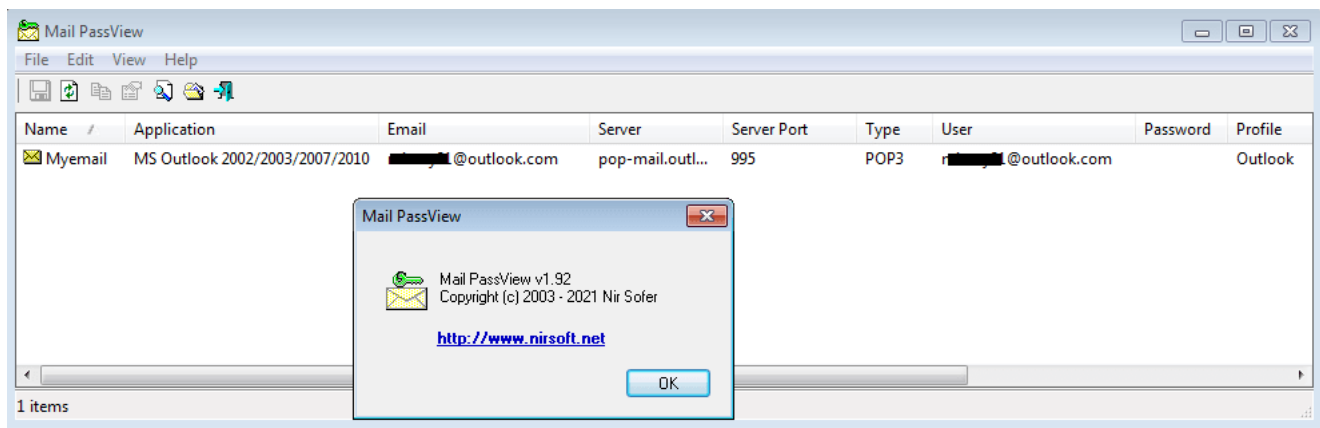 Mail PassView
File Edit View Help
Name / Application Email Server Server Port Type User Password Profile
Myemail MS Outlook 2002/2003/2007/2010 @outlook.com pop-mail.outl... 995 POP3 @outlook.com Outlook
Mail PassView
Mail PassView v1.92
Copyright (c) 2003 - 2021 Nir Sofer
http://www.nirsoft.net
OK
1 items